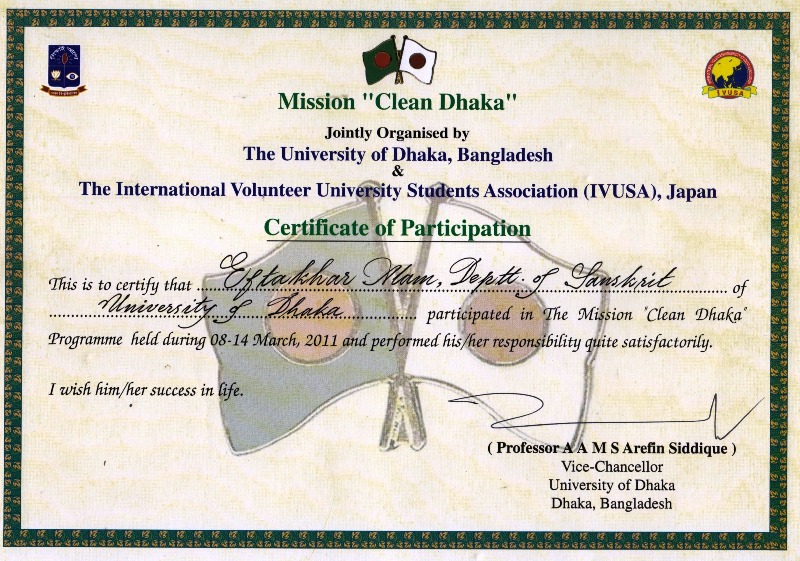 IVUSA
Mission "Clean Dhaka"
Jointly Organised by
The University of Dhaka, Bangladesh
&
The International Volunteer University Students Association (IVUSA), Japan
Certificate of Participation
This is to certify that Eftakhar Alam, Deptt. of Sanskrit of
University of Dhaka participated in The Mission "Clean Dhaka"
Programme held during 08-14 March, 2011 and performed his/her responsibility quite satisfactorily.
I wish him/her success in life.
( Professor A A M S Arefin Siddique )
Vice-Chancellor
University of Dhaka
Dhaka, Bangladesh